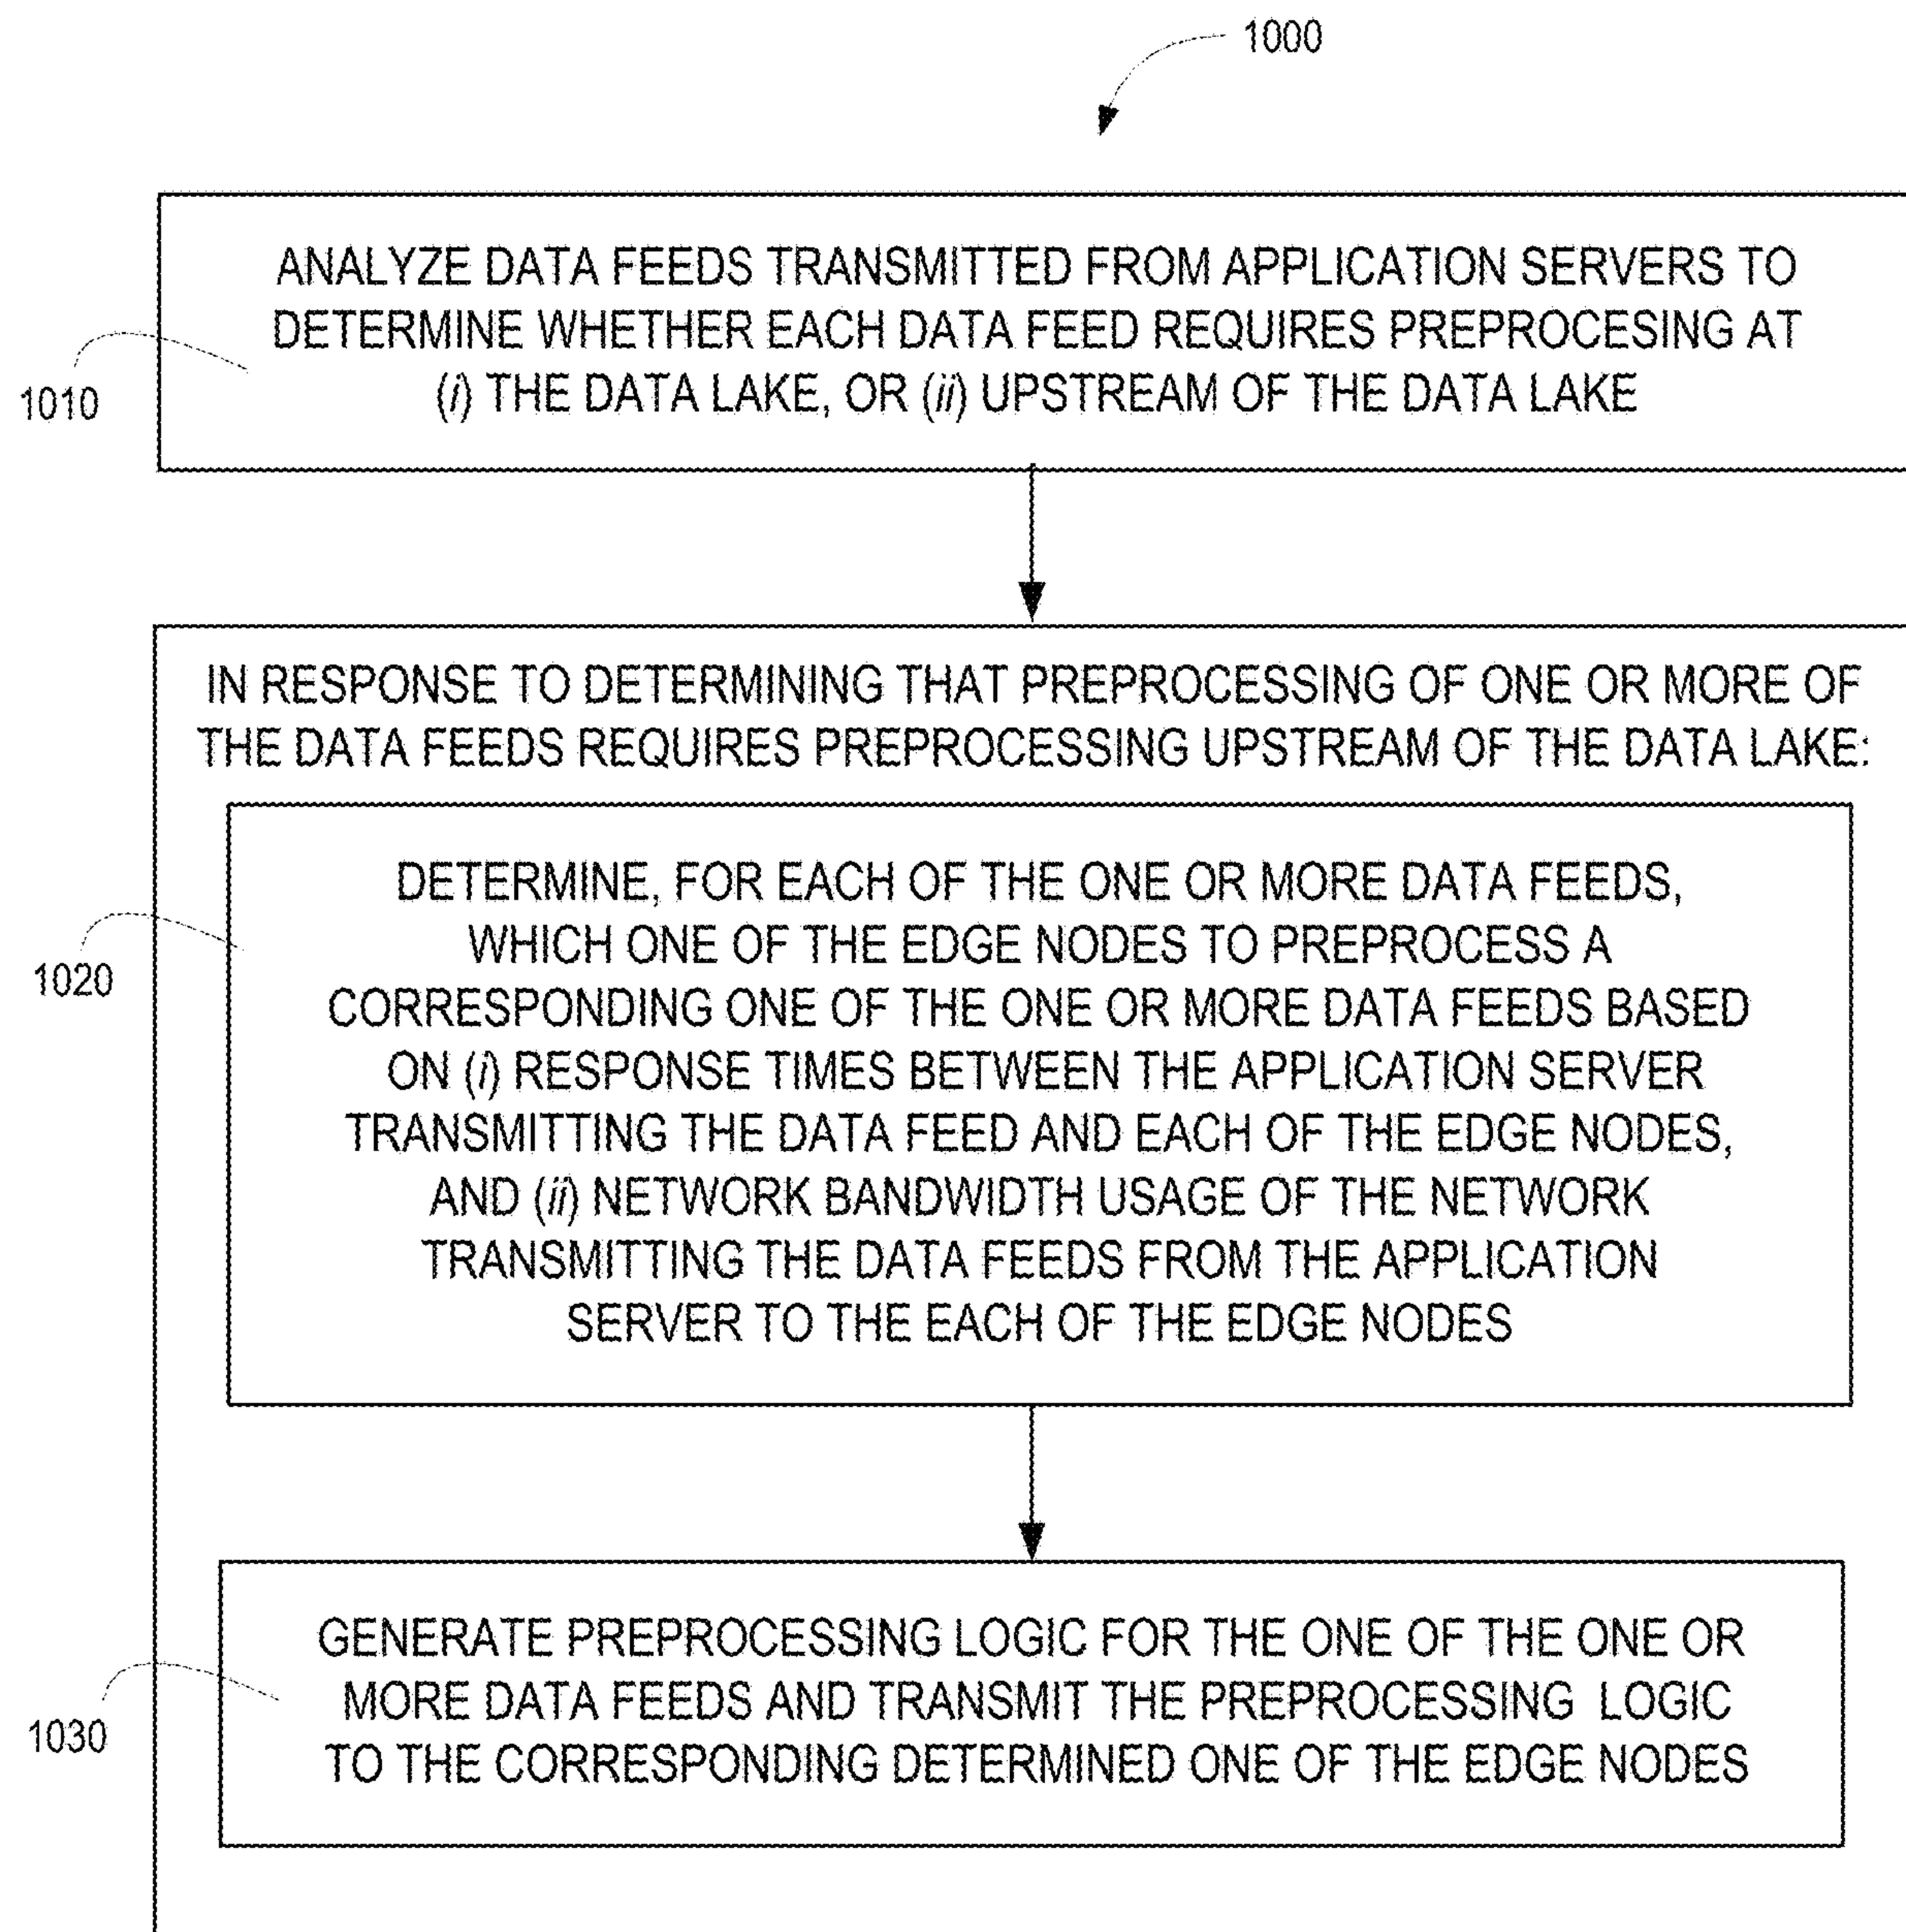 1000
ANALYZE DATA FEEDS TRANSMITTED FROM APPLICATION SERVERS TO
DETERMINE WHETHER EACH DATA FEED REQUIRES PREPROCESING AT
(i) THE DATA LAKE, OR (ii) UPSTREAM OF THE DATA LAKE
1010
IN RESPONSE TO DETERMINING THAT PREPROCESSING OF ONE OR MORE OF
THE DATA FEEDS REQUIRES PREPROCESSING UPSTREAM OF THE DATA LAKE:
DETERMINE, FOR EACH OF THE ONE OR MORE DATA FEEDS,
WHICH ONE OF THE EDGE NODES TO PREPROCESS A
CORRESPONDING ONE OF THE ONE OR MORE DATA FEEDS BASED
ON (i) RESPONSE TIMES BETWEEN THE APPLICATION SERVER
TRANSMITTING THE DATA FEED AND EACH OF THE EDGE NODES,
AND (ii) NETWORK BANDWIDTH USAGE OF THE NETWORK
TRANSMITTING THE DATA FEEDS FROM THE APPLICATION
SERVER TO THE EACH OF THE EDGE NODES
1020
GENERATE PREPROCESSING LOGIC FOR THE ONE OF THE ONE OR
MORE DATA FEEDS AND TRANSMIT THE PREPROCESSING LOGIC
TO THE CORRESPONDING DETERMINED ONE OF THE EDGE NODES
1030